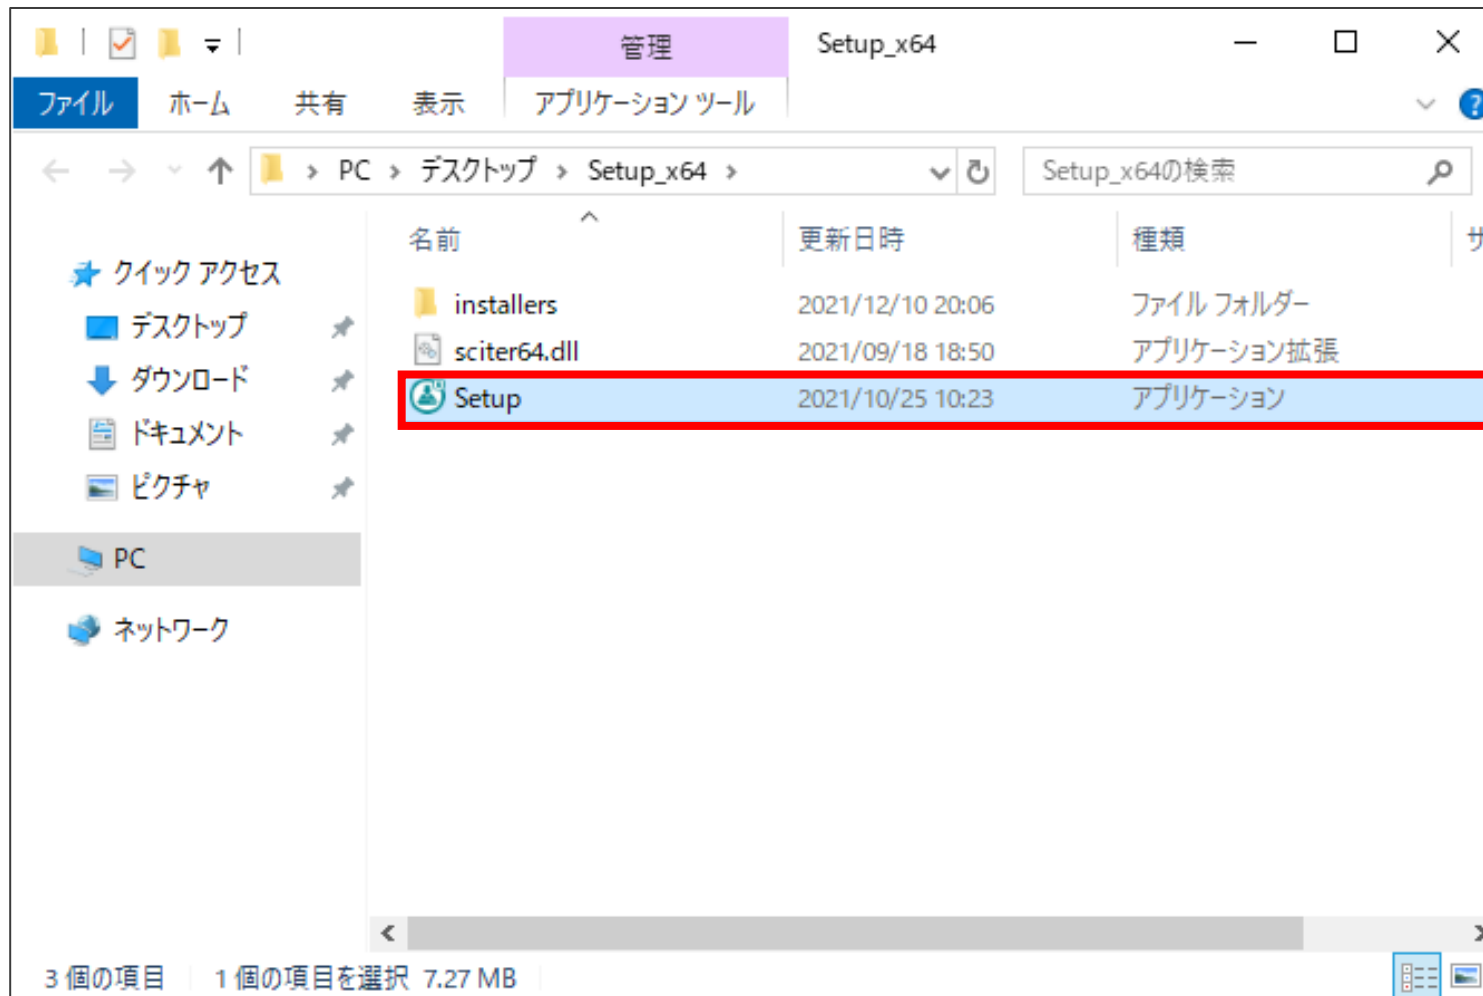 管理 Setup_x64
ファイル ホーム 共有 表示 アプリケーション ツール
PC デスクトップ Setup_x64 Setup_x64の検索
名前 更新日時 種類 サ
クイック アクセス
デスクトップ
ダウンロード
ドキュメント
ピクチャ
PC
ネットワーク
installers 2021/12/10 20:06 ファイル フォルダー
sciter64.dll 2021/09/18 18:50 アプリケーション拡張
Setup 2021/10/25 10:23 アプリケーション
3 個の項目 1 個の項目を選択 7.27 MB